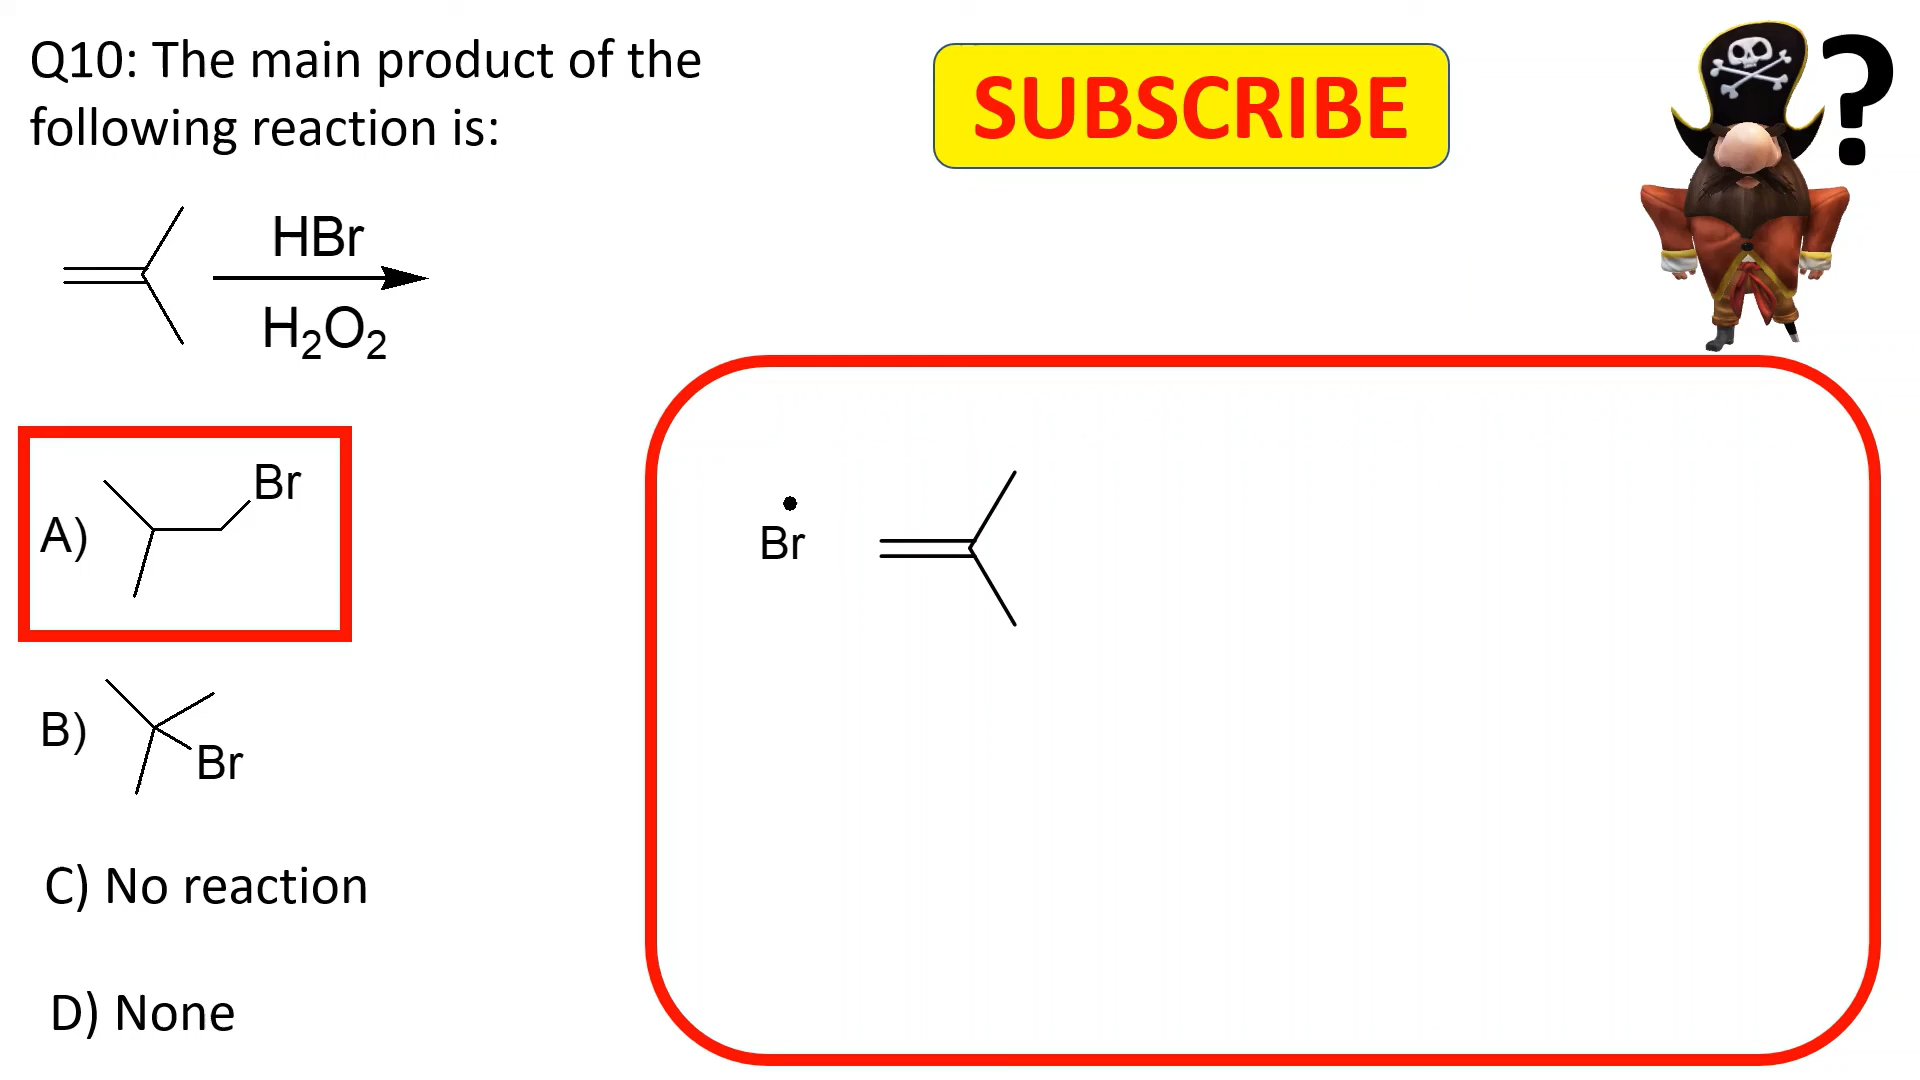 Q10: The main product of the
following reaction is:
SUBSCRIBE
?
HBr
H₂O₂
A)
Br
B)
Br
C) No reaction
D) None
Br